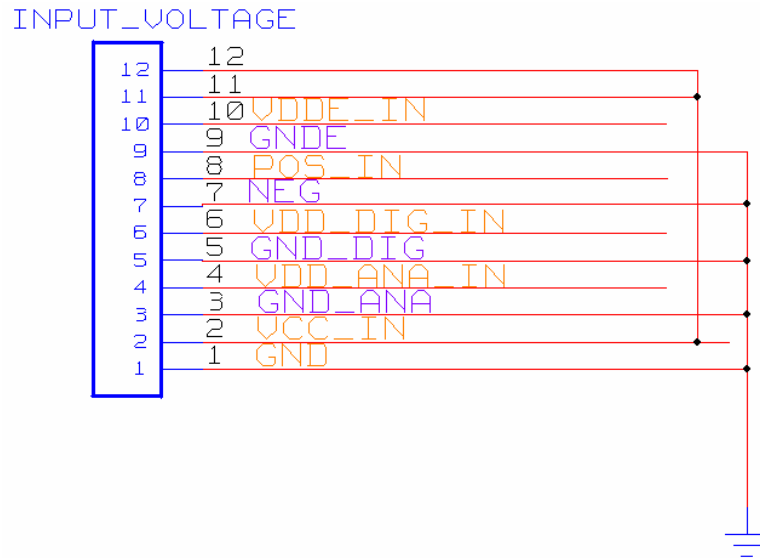 INPUT_VOLTAGE
12 12
11 11
10 10 VDDE_IN
9 9 GNDE
8 8 POS_IN
7 7 NEG
6 6 VDD_DIG_IN
5 5 GND_DIG
4 4 VDD_ANA_IN
3 3 GND_ANA
2 2 VCC_IN
1 1 GND